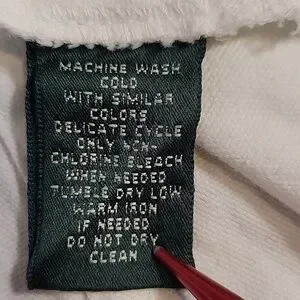 MACHINE WASH
COLD
WITH SIMILAR
COLORS
DELICATE CYCLE
ONLY NON-
CHLORINE BLEACH
WHEN NEEDED
TUMBLE DRY LOW
WARM IRON
IF NEEDED
DO NOT DRY
CLEAN